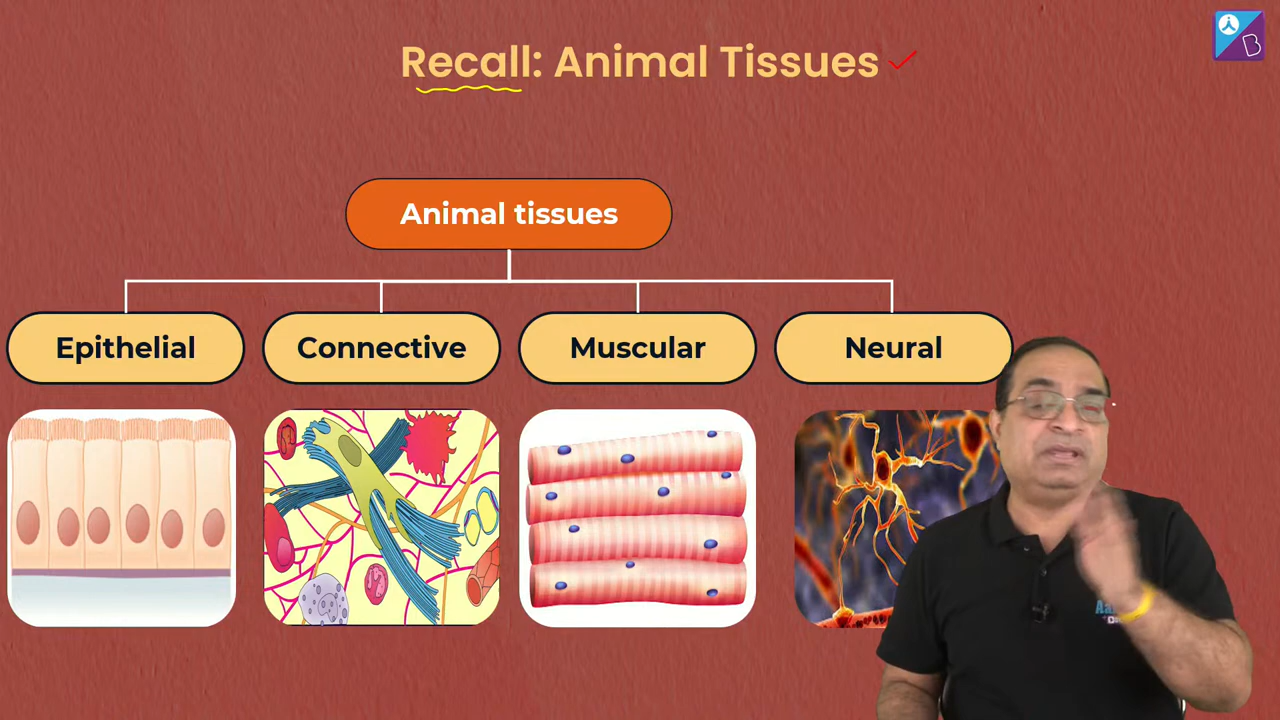 Recall: Animal Tissues
Animal tissues
Epithelial
Connective
Muscular
Neural